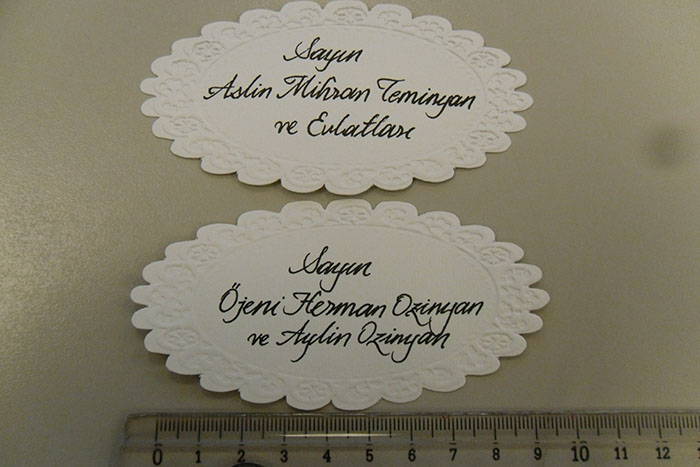 Sayın
Aslin Mihran Teminyan
ve Evlatları
Sayın
Öjeni Herman Ozinyan
ve Aylin Ozinyan
0 1 2 3 4 5 6 7 8 9 10 11 12